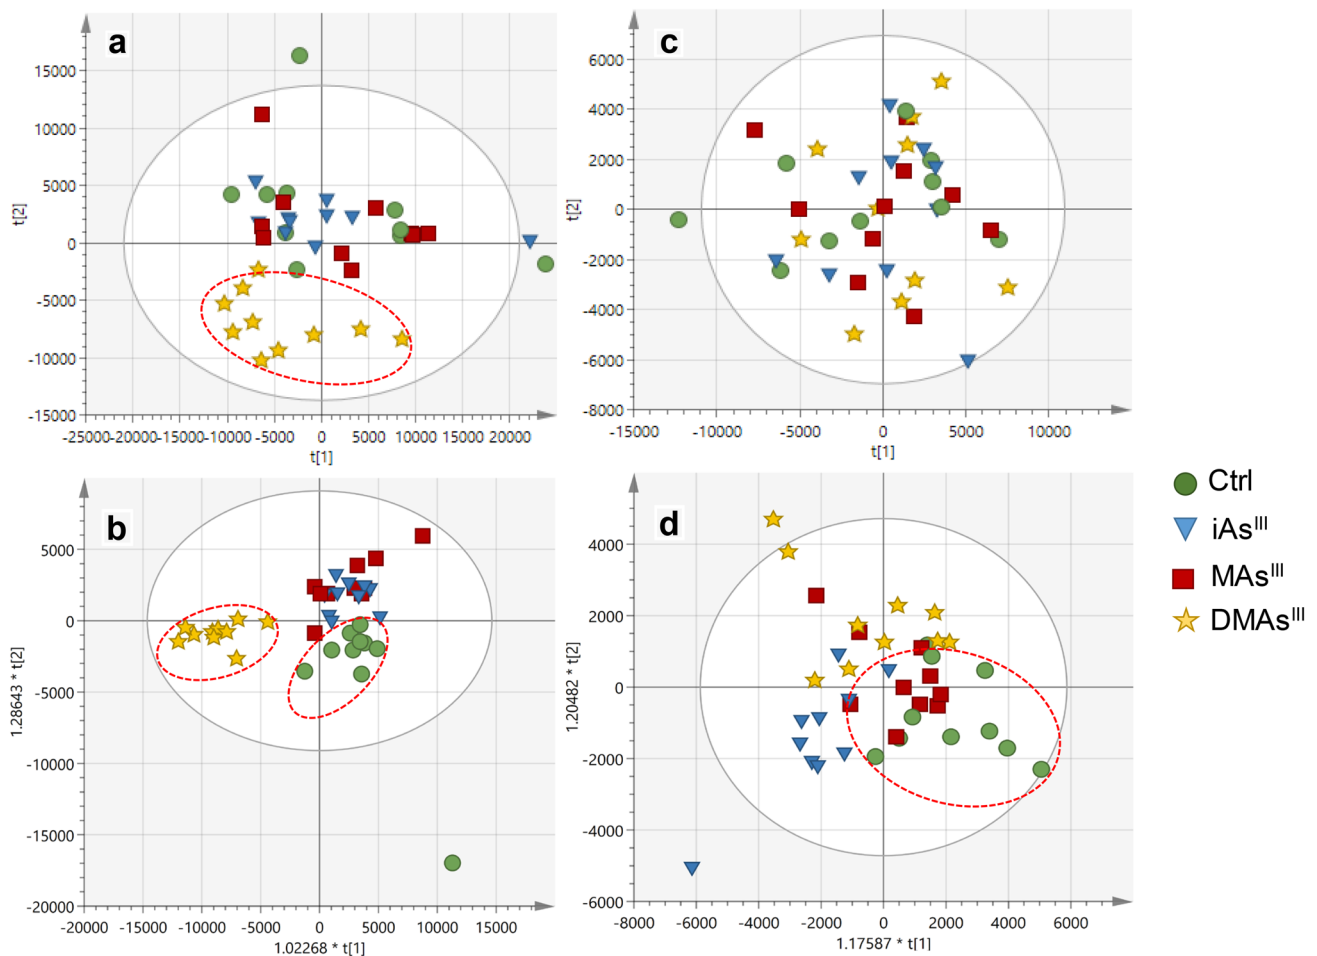 a
15000
10000
5000
0
-5000
-10000
-15000
t[2]
-25000 -20000 -15000 -10000 -5000 0 5000 10000 15000 20000
t[1]
c
6000
4000
2000
0
-2000
-4000
-6000
-8000
t[2]
-15000 -10000 -5000 0 5000 10000
t[1]
b
5000
0
-5000
-10000
-15000
-20000
1.28643 * t[2]
-20000 -15000 -10000 -5000 0 5000 10000 15000
1.02268 * t[1]
d
4000
2000
0
-2000
-4000
-6000
1.20482 * t[2]
-8000 -6000 -4000 -2000 0 2000 4000 6000
1.17587 * t[1]
Ctrl
iAsᴵᴵᴵ
MAsᴵᴵᴵ
DMAsᴵᴵᴵ